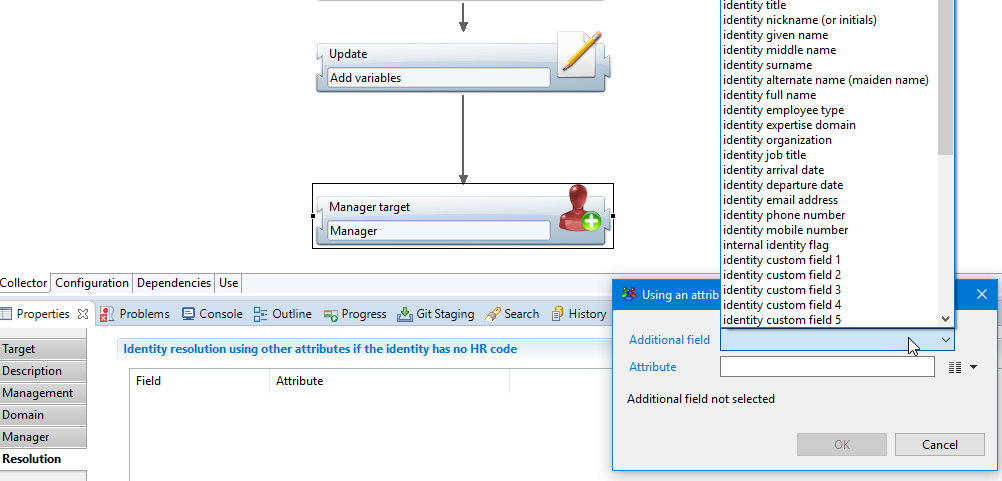 identity title
identity nickname (or initials)
identity given name
identity middle name
identity surname
identity alternate name (maiden name)
identity full name
identity employee type
identity expertise domain
identity organization
identity job title
identity arrival date
identity departure date
identity email address
identity phone number
identity mobile number
internal identity flag
identity custom field 1
identity custom field 2
identity custom field 3
identity custom field 4
identity custom field 5
Update
Add variables
Manager target
Manager
Collector Configuration Dependencies Use
Properties Problems Console Outline Progress Git Staging Search History
Target
Description
Management
Domain
Manager
Resolution
Identity resolution using other attributes if the identity has no HR code
Field Attribute
Using an attrib
Additional field
Attribute
Additional field not selected
OK Cancel